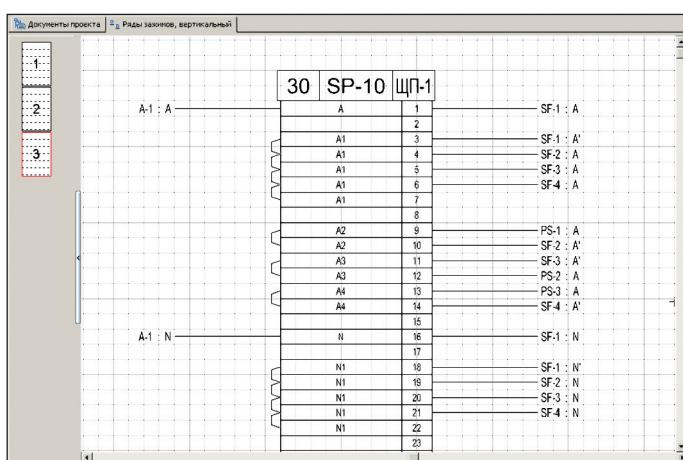 Документы проекта Ряды зажимов, вертикальный
1
2
3
30 SP-10 ЩП-1
A-1 : A A 1 SF-1 : A
2
A1 3 SF-1 : A'
A1 4 SF-2 : A
A1 5 SF-3 : A
A1 6 SF-4 : A
A1 7
8
A2 9 PS-1 : A
A2 10 SF-2 : A'
A3 11 SF-3 : A'
A3 12 PS-2 : A
A4 13 PS-3 : A
A4 14 SF-4 : A'
15
A-1 : N N 16 SF-1 : N
17
N1 18 SF-1 : N'
N1 19 SF-2 : N
N1 20 SF-3 : N
N1 21 SF-4 : N
N1 22
23